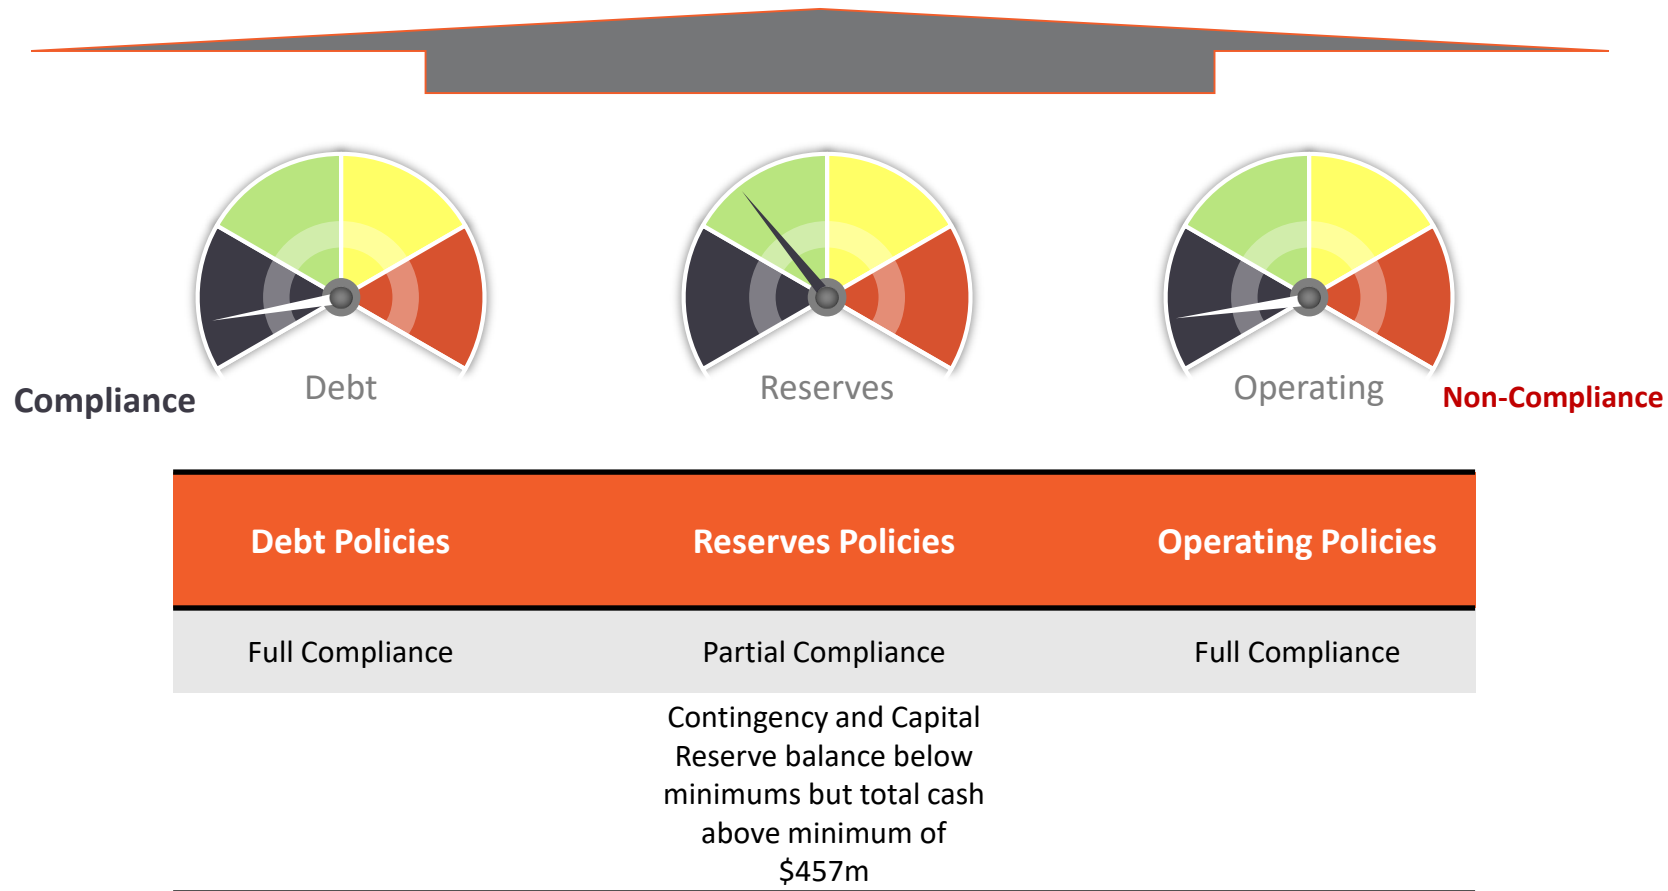 Debt
Reserves
Operating
Compliance
Non-Compliance
Debt Policies
Reserves Policies
Operating Policies
Full Compliance
Partial Compliance
Full Compliance
Contingency and Capital
Reserve balance below
minimums but total cash
above minimum of
$457m